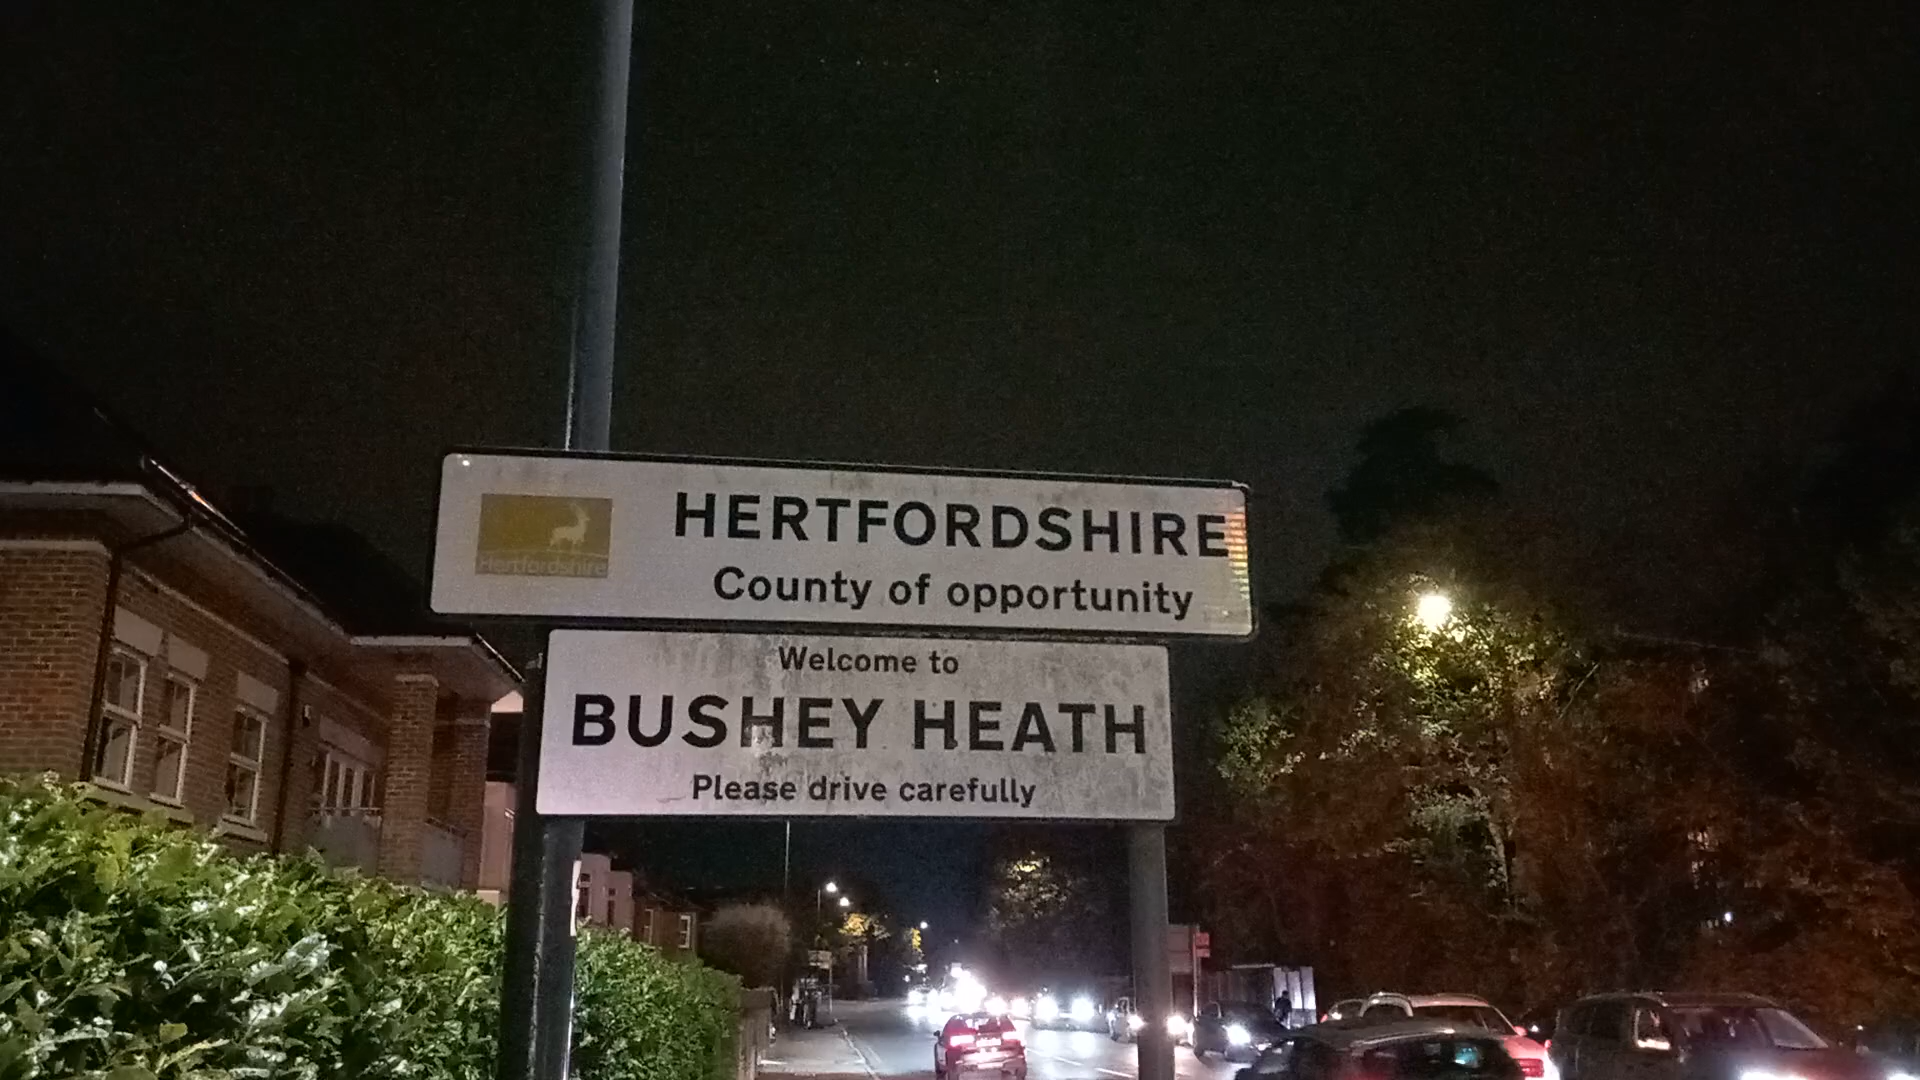 HERTFORDSHIRE
Hertfordshire
County of opportunity
Welcome to
BUSHEY HEATH
Please drive carefully